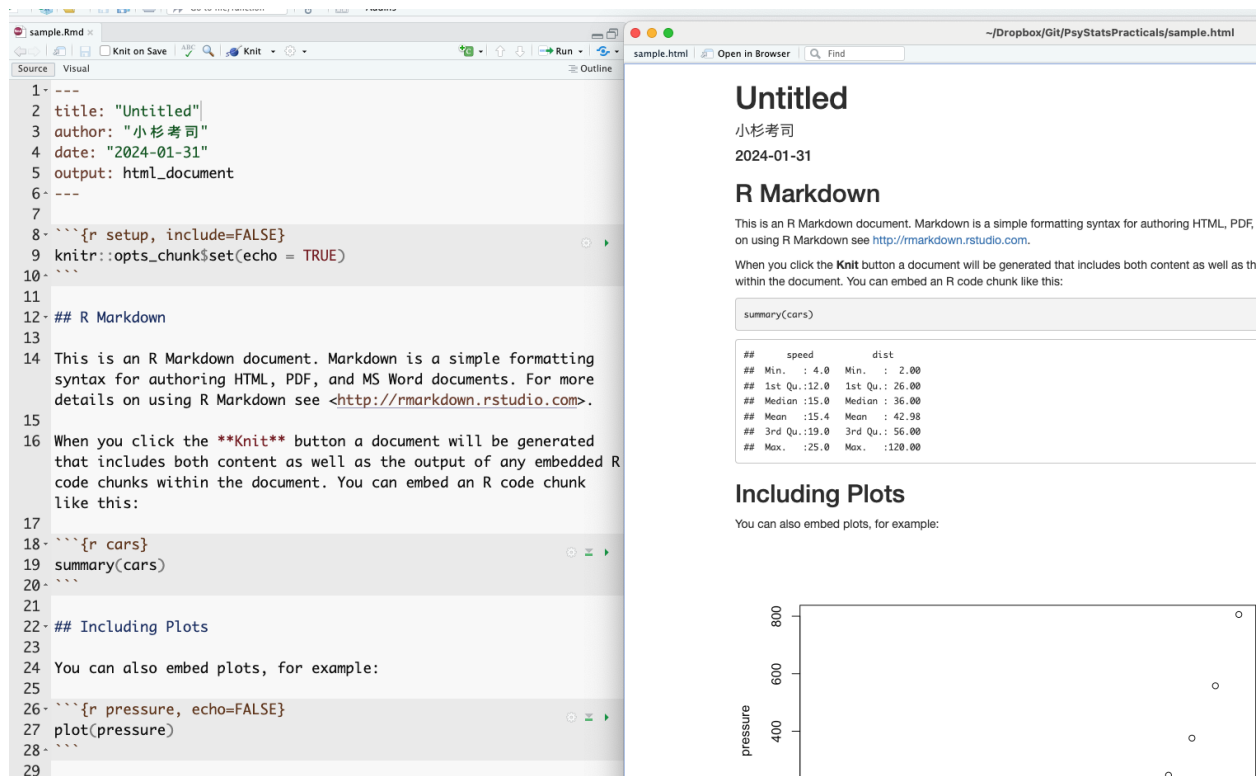 sample.Rmd
Knit on Save
ABC
Knit
Run
Source Visual
Outline
1 ---
2 title: "Untitled"
3 author: "小杉考司"
4 date: "2024-01-31"
5 output: html_document
6 ---
7
8 ```{r setup, include=FALSE}
9 knitr::opts_chunk$set(echo = TRUE)
10 ```
11
12 ## R Markdown
13
14 This is an R Markdown document. Markdown is a simple formatting
syntax for authoring HTML, PDF, and MS Word documents. For more
details on using R Markdown see <http://rmarkdown.rstudio.com>.
15
16 When you click the **Knit** button a document will be generated
that includes both content as well as the output of any embedded R
code chunks within the document. You can embed an R code chunk
like this:
17
18 ```{r cars}
19 summary(cars)
20 ```
21
22 ## Including Plots
23
24 You can also embed plots, for example:
25
26 ```{r pressure, echo=FALSE}
27 plot(pressure)
28 ```
29
~/Dropbox/Git/PsyStatsPracticals/sample.html
sample.html Open in Browser Find
Untitled
小杉考司
2024-01-31
R Markdown
This is an R Markdown document. Markdown is a simple formatting syntax for authoring HTML, PDF,
on using R Markdown see http://rmarkdown.rstudio.com.
When you click the Knit button a document will be generated that includes both content as well as th
within the document. You can embed an R code chunk like this:
summary(cars)
## speed dist
## Min. : 4.0 Min. : 2.00
## 1st Qu.:12.0 1st Qu.: 26.00
## Median :15.0 Median : 36.00
## Mean :15.4 Mean : 42.98
## 3rd Qu.:19.0 3rd Qu.: 56.00
## Max. :25.0 Max. :120.00
Including Plots
You can also embed plots, for example:
800
600
400
pressure